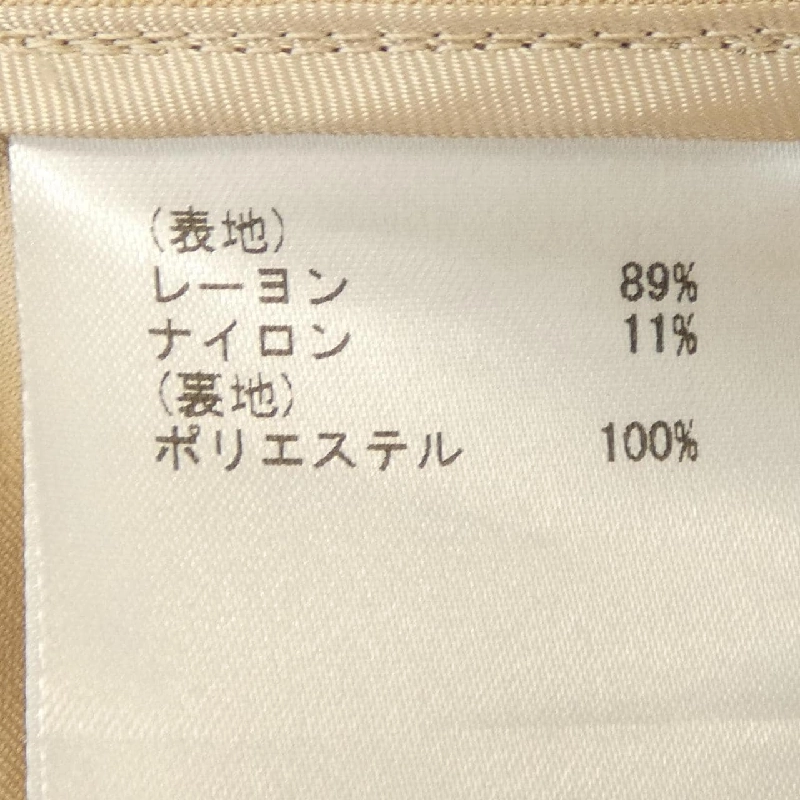 (表地)
レーヨン 89%
ナイロン 11%
(裏地)
ポリエステル 100%